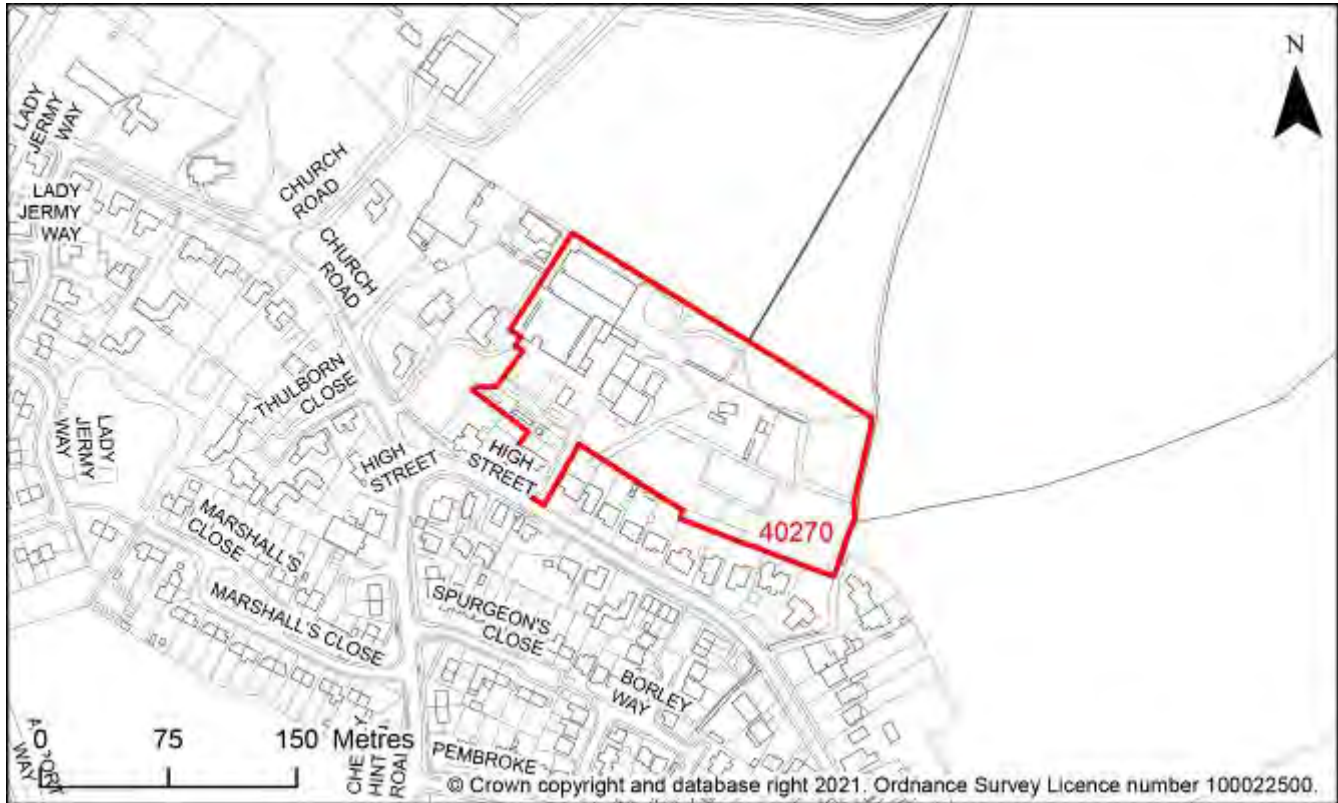 N
LADY
JERMY
WAY
LADY
JERMY
WAY
CHURCH
ROAD
CHURCH
ROAD
THULBORN
CLOSE
LADY
JERMY
WAY
HIGH
STREET
HIGH
STREET
40270
MARSHALL'S
CLOSE
MARSHALL'S CLOSE
SPURGEON'S
CLOSE
BORLEY
WAY
PEMBROKE
WAY
HINT
0 75 150 Metres
© Crown copyright and database right 2021. Ordnance Survey Licence number 100022500.